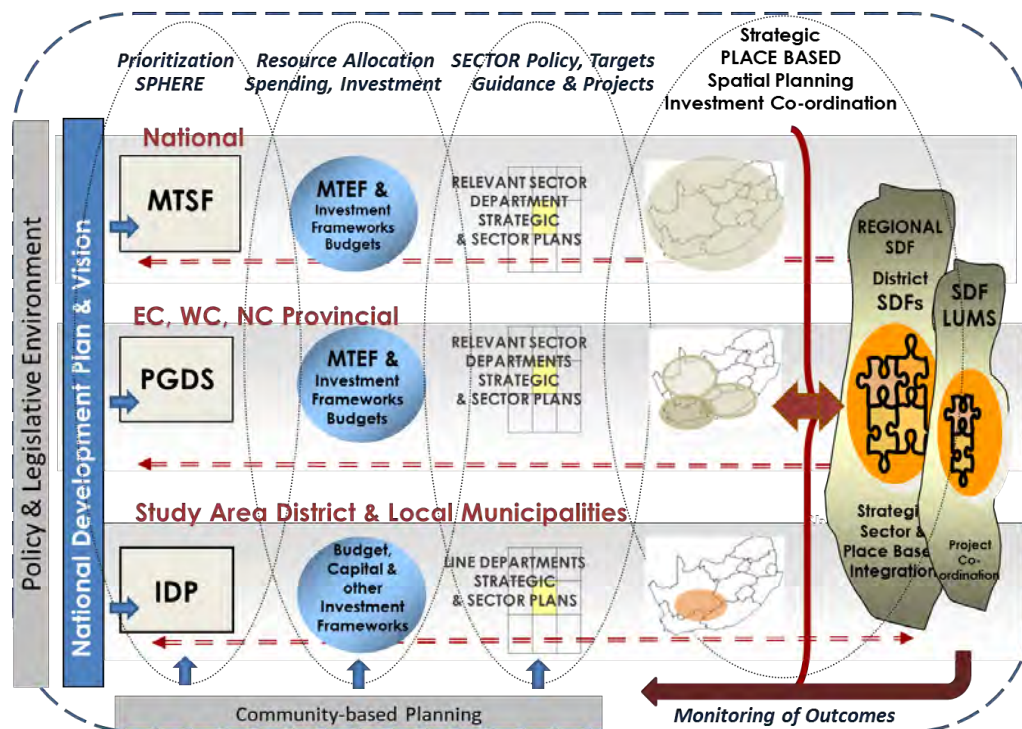 Prioritization
SPHERE
Resource Allocation
Spending, Investment
SECTOR Policy, Targets
Guidance & Projects
Strategic
PLACE BASED
Spatial Planning
Investment Co-ordination
Policy & Legislative Environment
National Development Plan & Vision
National
MTSF
MTEF &
Investment
Frameworks
Budgets
RELEVANT SECTOR
DEPARTMENT
STRATEGIC
& SECTOR PLANS
EC, WC, NC Provincial
PGDS
MTEF &
Investment
Frameworks
Budgets
RELEVANT SECTOR
DEPARTMENTS
STRATEGIC
& SECTOR PLANS
Study Area District & Local Municipalities
IDP
Budget,
Capital &
other
Investment
Frameworks
LINE DEPARTMENTS
STRATEGIC
& SECTOR PLANS
REGIONAL
SDF
District
SDFs
Strategi
Sector &
Place Base
Integration
SDF
LUMS
Project Co-
ordination
Community-based Planning
Monitoring of Outcomes